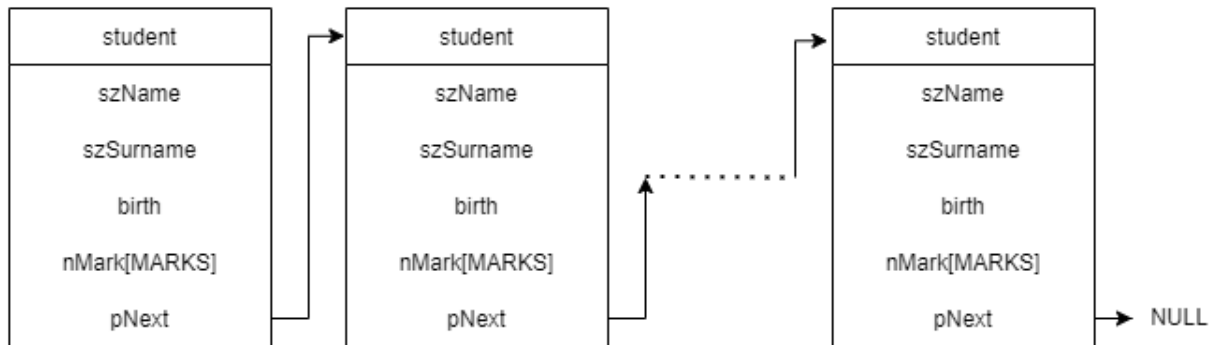 student
szName
szSurname
birth
nMark[MARKS]
pNext
student
szName
szSurname
birth
nMark[MARKS]
pNext
student
szName
szSurname
birth
nMark[MARKS]
pNext
NULL